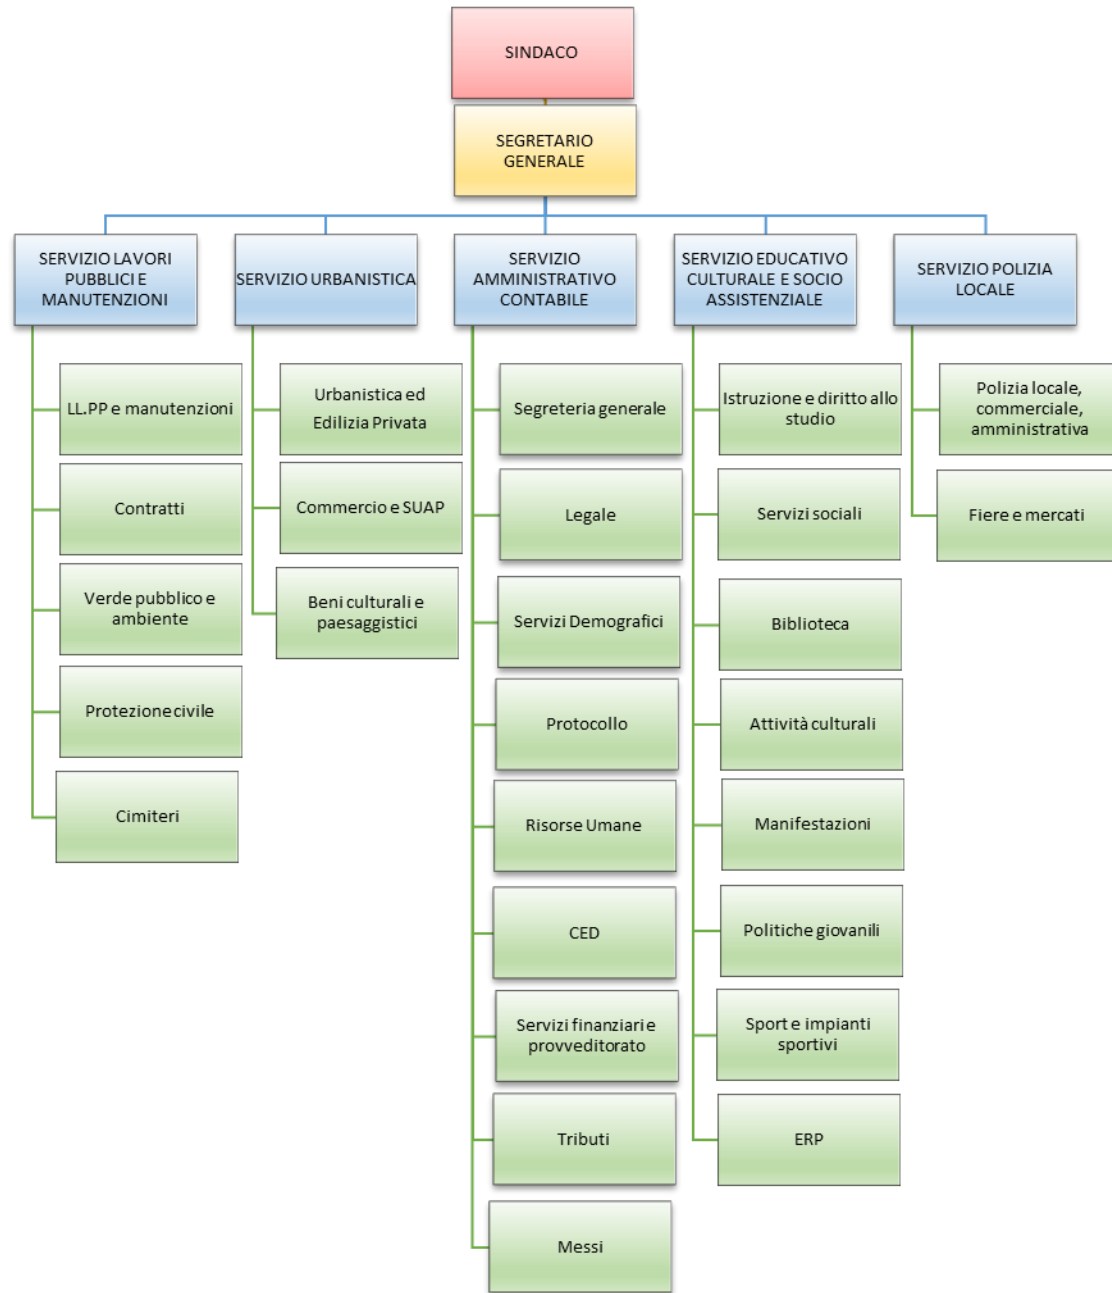 SINDACO
SEGRETARIO
GENERALE
SERVIZIO LAVORI
PUBBLICI E
MANUTENZIONI
SERVIZIO URBANISTICA
SERVIZIO
AMMINISTRATIVO
CONTABILE
SERVIZIO EDUCATIVO
CULTURALE E SOCIO
ASSISTENZIALE
SERVIZIO POLIZIA
LOCALE
LL.PP e manutenzioni
Contratti
Verde pubblico e
ambiente
Protezione civile
Cimiteri
Urbanistica ed
Edilizia Privata
Commercio e SUAP
Beni culturali e
paesaggistici
Segreteria generale
Legale
Servizi Demografici
Protocollo
Risorse Umane
CED
Servizi finanziari e
provveditorato
Tributi
Messi
Istruzione e diritto allo
studio
Servizi sociali
Biblioteca
Attività culturali
Manifestazioni
Politiche giovanili
Sport e impianti
sportivi
ERP
Polizia locale,
commerciale,
amministrativa
Fiere e mercati